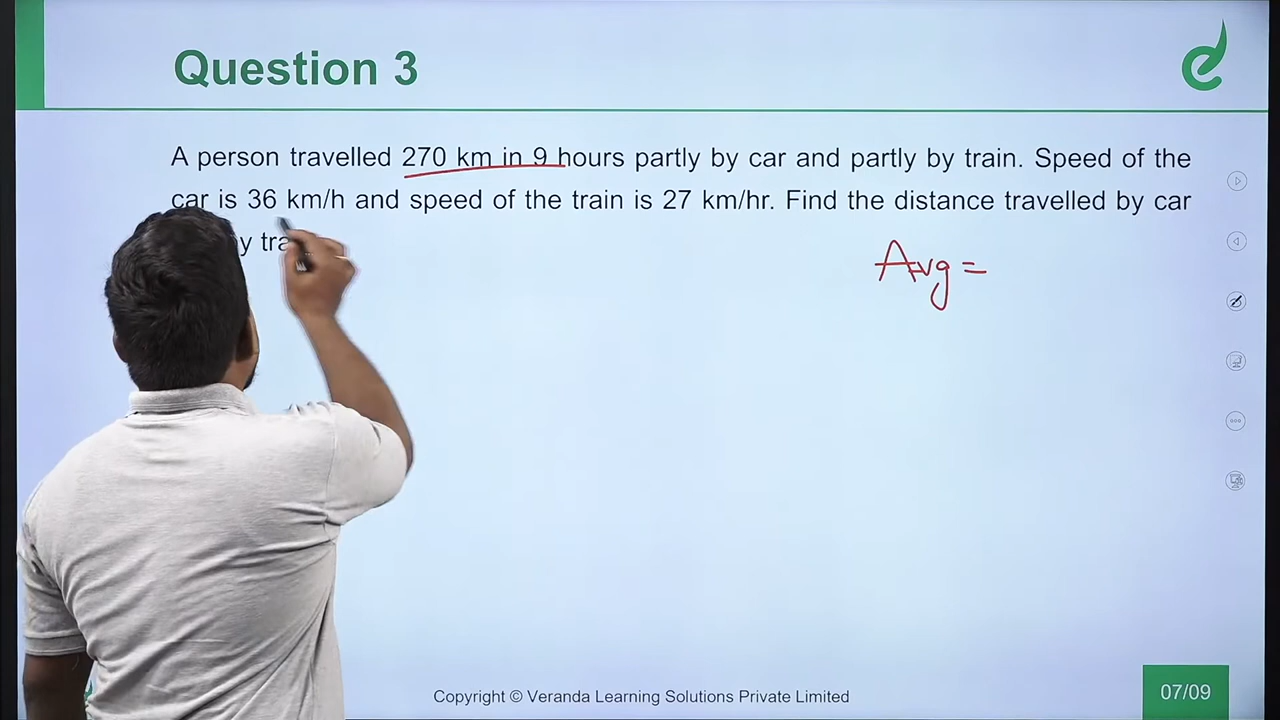 Question 3
A person travelled 270 km in 9 hours partly by car and partly by train. Speed of the
car is 36 km/h and speed of the train is 27 km/hr. Find the distance travelled by car
Avg =
Copyright © Veranda Learning Solutions Private Limited
07/09